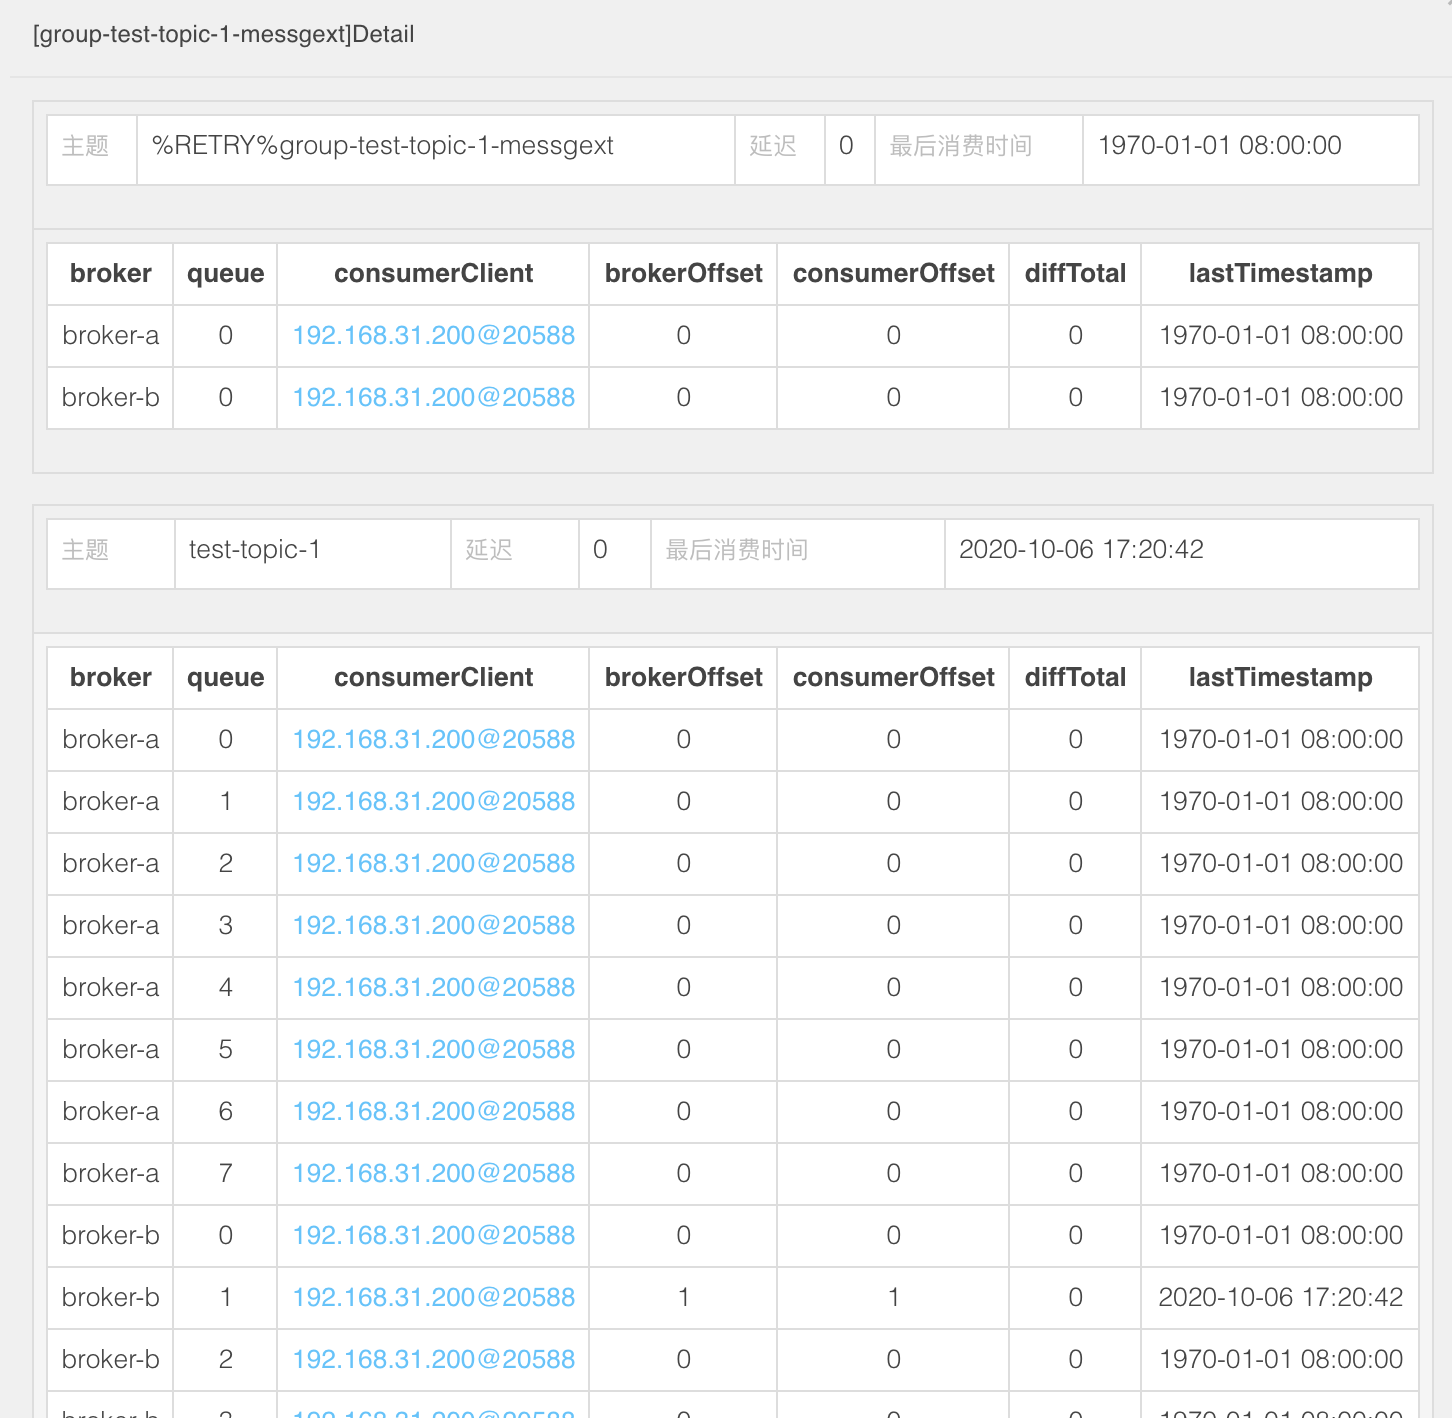 [group-test-topic-1-messgext]Detail
主题 %RETRY%group-test-topic-1-messgext 延迟 0 最后消费时间 1970-01-01 08:00:00
broker queue consumerClient brokerOffset consumerOffset diffTotal lastTimestamp
broker-a 0 192.168.31.200@20588 0 0 0 1970-01-01 08:00:00
broker-b 0 192.168.31.200@20588 0 0 0 1970-01-01 08:00:00
主题 test-topic-1 延迟 0 最后消费时间 2020-10-06 17:20:42
broker queue consumerClient brokerOffset consumerOffset diffTotal lastTimestamp
broker-a 0 192.168.31.200@20588 0 0 0 1970-01-01 08:00:00
broker-a 1 192.168.31.200@20588 0 0 0 1970-01-01 08:00:00
broker-a 2 192.168.31.200@20588 0 0 0 1970-01-01 08:00:00
broker-a 3 192.168.31.200@20588 0 0 0 1970-01-01 08:00:00
broker-a 4 192.168.31.200@20588 0 0 0 1970-01-01 08:00:00
broker-a 5 192.168.31.200@20588 0 0 0 1970-01-01 08:00:00
broker-a 6 192.168.31.200@20588 0 0 0 1970-01-01 08:00:00
broker-a 7 192.168.31.200@20588 0 0 0 1970-01-01 08:00:00
broker-b 0 192.168.31.200@20588 0 0 0 1970-01-01 08:00:00
broker-b 1 192.168.31.200@20588 1 1 0 2020-10-06 17:20:42
broker-b 2 192.168.31.200@20588 0 0 0 1970-01-01 08:00:00